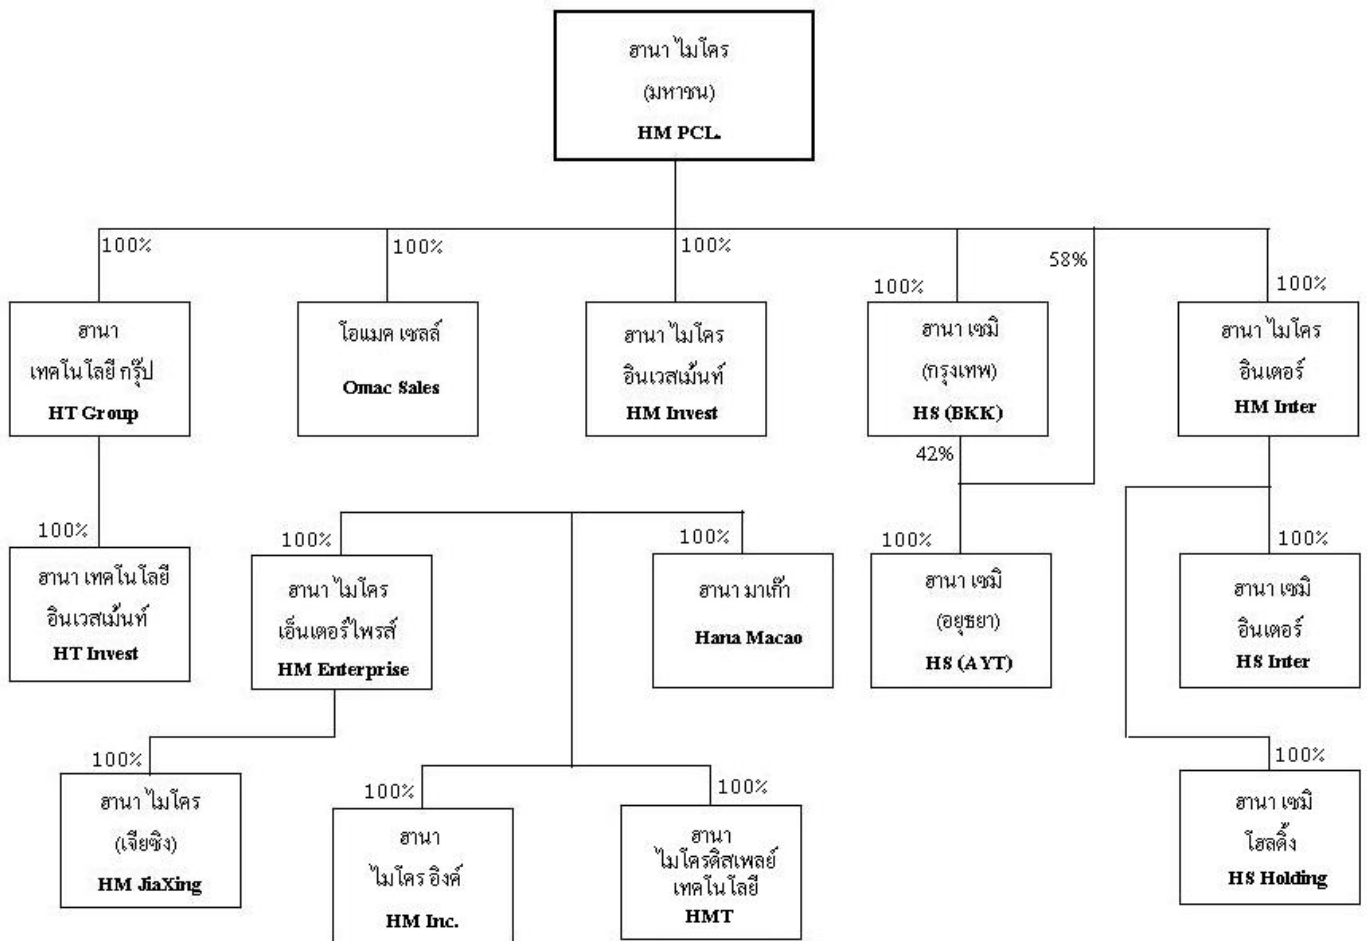 ฮานา ไมโคร
(มหาชน)
HM PCL.
100%
100%
100%
100%
58%
100%
ฮานา
เทคโนโลยี กรุ๊ป
HT Group
โอแมค เซลล์
Omac Sales
ฮานา ไมโคร
อินเวสเม้นท์
HM Invest
ฮานา เซมิ
(กรุงเทพ)
HS (BKK)
ฮานา ไมโคร
อินเตอร์
HM Inter
42%
100%
100%
100%
100%
100%
ฮานา เทคโนโลยี
อินเวสเม้นท์
HT Invest
ฮานา ไมโคร
เอ็นเตอร์ไพรส์
HM Enterprise
ฮานา มาเก๊า
Hana Macao
ฮานา เซมิ
(อยุธยา)
HS (AYT)
ฮานา เซมิ
อินเตอร์
HS Inter
100%
100%
100%
100%
ฮานา ไมโคร
(เจียซิง)
HM JiaXing
ฮานา
ไมโคร อิงค์
HM Inc.
ฮานา
ไมโครดิสเพลย์
เทคโนโลยี
HMT
ฮานา เซมิ
โฮลดิ้ง
HS Holding